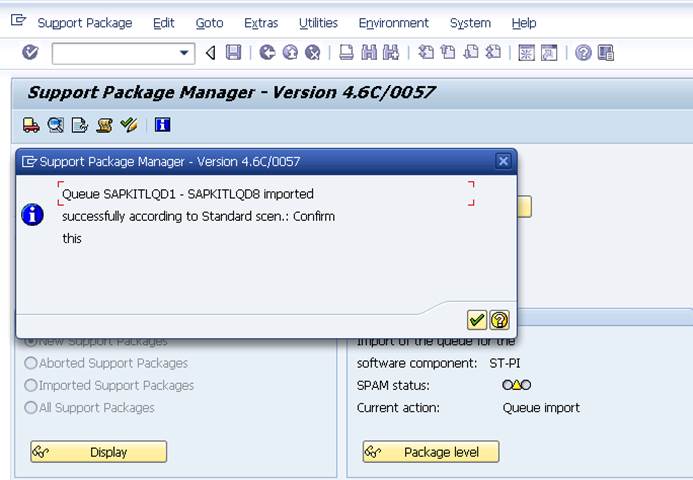 Support Package Edit Goto Extras Utilities Environment System Help
Support Package Manager - Version 4.6C/0057
Support Package Manager - Version 4.6C/0057
Queue SAPKITLQD1 - SAPKITLQD8 imported
successfully according to Standard scen.: Confirm
this
New Support Packages
Aborted Support Packages
Imported Support Packages
All Support Packages
Display
Import of the queue for the
software component: ST-PI
SPAM status:
Current action: Queue import
Package level